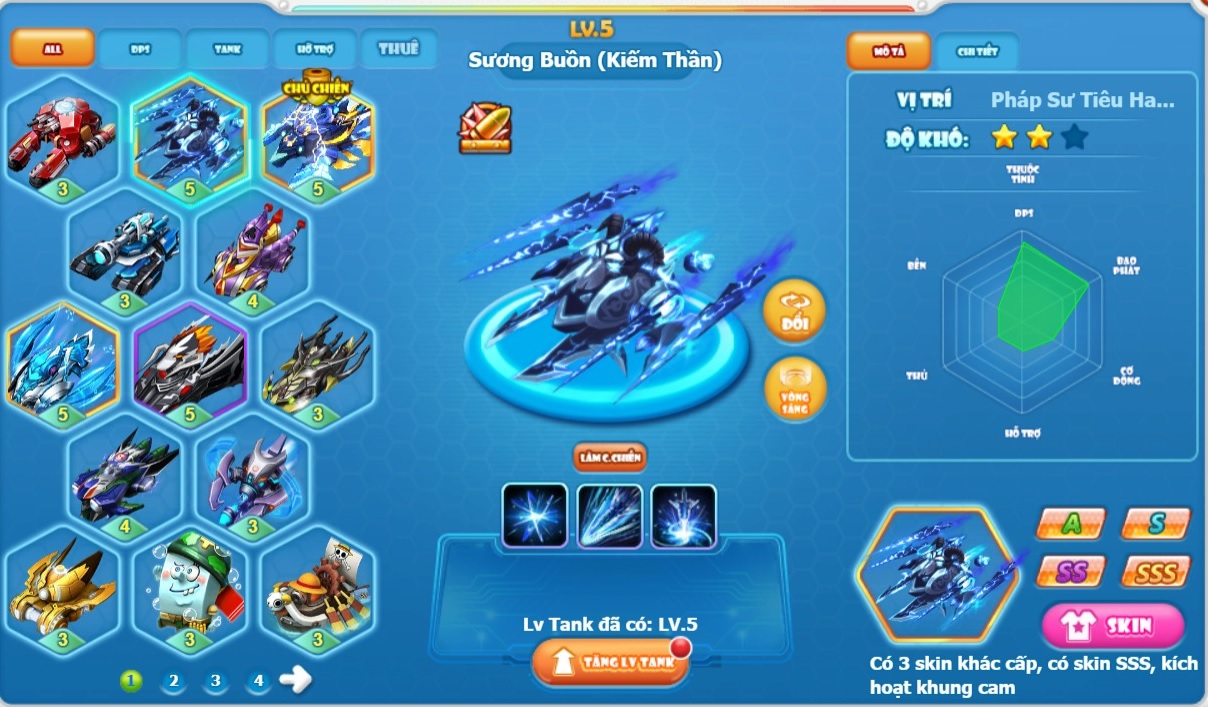 ALL DPS TANK HỖ TRỢ THUÊ
LV.5
Sương Buồn (Kiếm Thần)
MÔ TẢ CHI TIẾT
CHỦ CHIẾN
3 5 5
3 4
5 5 3
4 3
3 3 3
1 2 3 4
ĐỔI
VÒNG
SÁNG
LÀM C.CHIẾN
Lv Tank đã có: LV.5
TĂNG LV TANK
VỊ TRÍ Pháp Sư Tiêu Ha...
ĐỘ KHÓ:
THUỘC
TÍNH
DPS
BẠO
PHÁT
CƠ
ĐỘNG
HỖ TRỢ
THỦ
BỀN
A S
SS SSS
SKIN
Có 3 skin khác cấp, có skin SSS, kích
hoạt khung cam